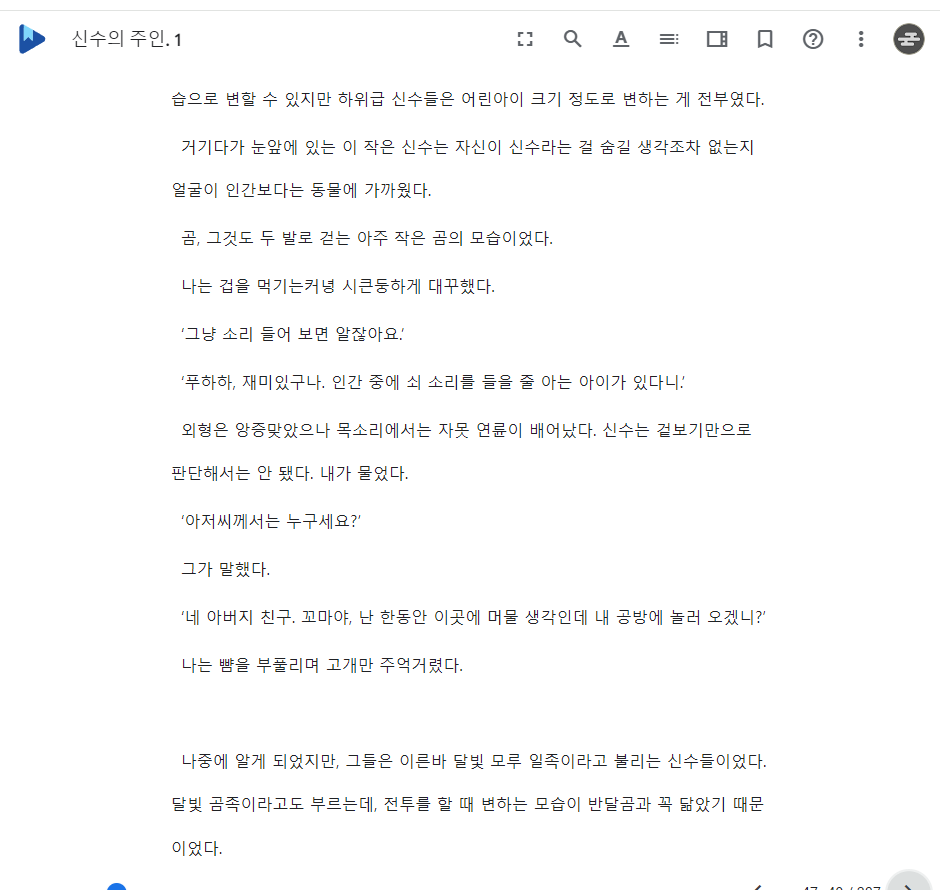 신수의 주인. 1
습으로 변할 수 있지만 하위급 신수들은 어린아이 크기 정도로 변하는 게 전부였다.
거기다가 눈앞에 있는 이 작은 신수는 자신이 신수라는 걸 숨길 생각조차 없는지
얼굴이 인간보다는 동물에 가까웠다.
곰, 그것도 두 발로 걷는 아주 작은 곰의 모습이었다.
나는 겁을 먹기는커녕 시큰둥하게 대꾸했다.
‘그냥 소리 들어 보면 알잖아요.’
‘푸하하, 재미있구나. 인간 중에 쇠 소리를 들을 줄 아는 아이가 있다니.’
외형은 앙증맞았으나 목소리에서는 자못 연륜이 배어났다. 신수는 겉보기만으로
판단해서는 안 됐다. 내가 물었다.
‘아저씨께서는 누구세요?’
그가 말했다.
‘네 아버지 친구. 꼬마야, 난 한동안 이곳에 머물 생각인데 내 공방에 놀러 오겠니?’
나는 뺨을 부풀리며 고개만 주억거렸다.
나중에 알게 되었지만, 그들은 이른바 달빛 모루 일족이라고 불리는 신수들이었다.
달빛 곰족이라고도 부르는데, 전투를 할 때 변하는 모습이 반달곰과 꼭 닮았기 때문
이었다.